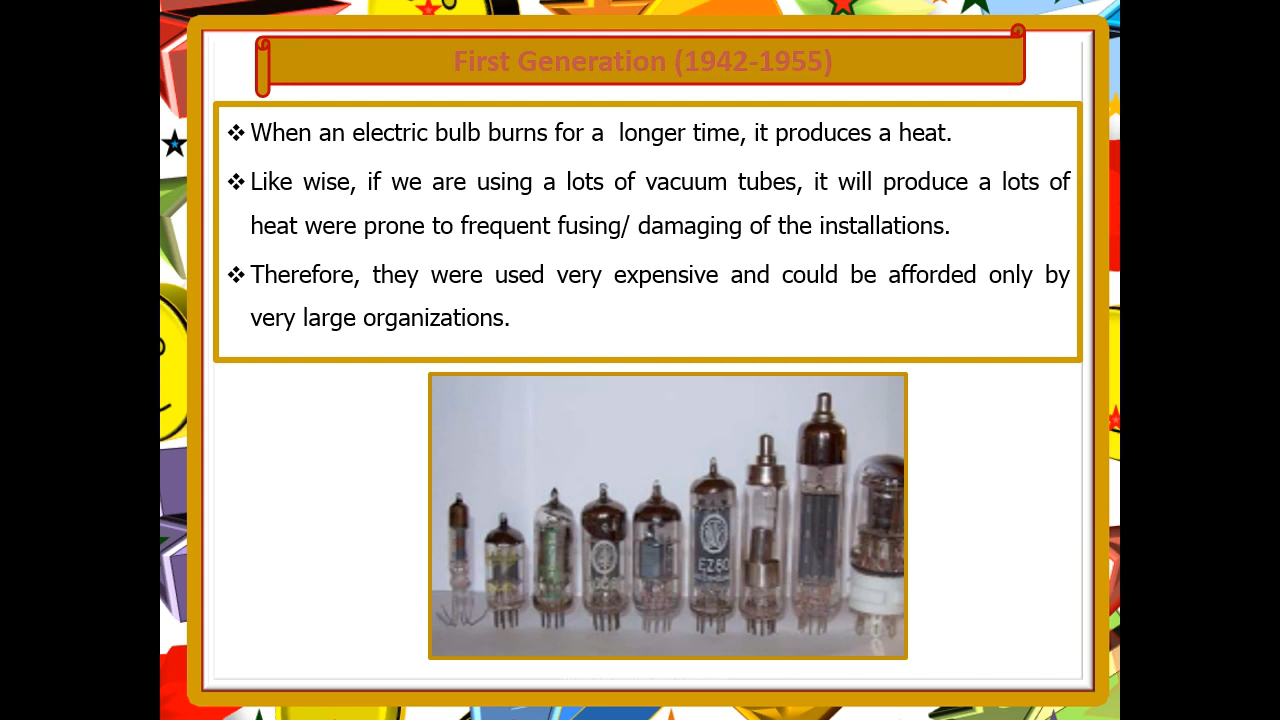 First Generation (1942-1955)
❖ When an electric bulb burns for a longer time, it produces a heat.
❖ Like wise, if we are using a lots of vacuum tubes, it will produce a lots of
heat were prone to frequent fusing/ damaging of the installations.
❖ Therefore, they were used very expensive and could be afforded only by
very large organizations.
EZ80